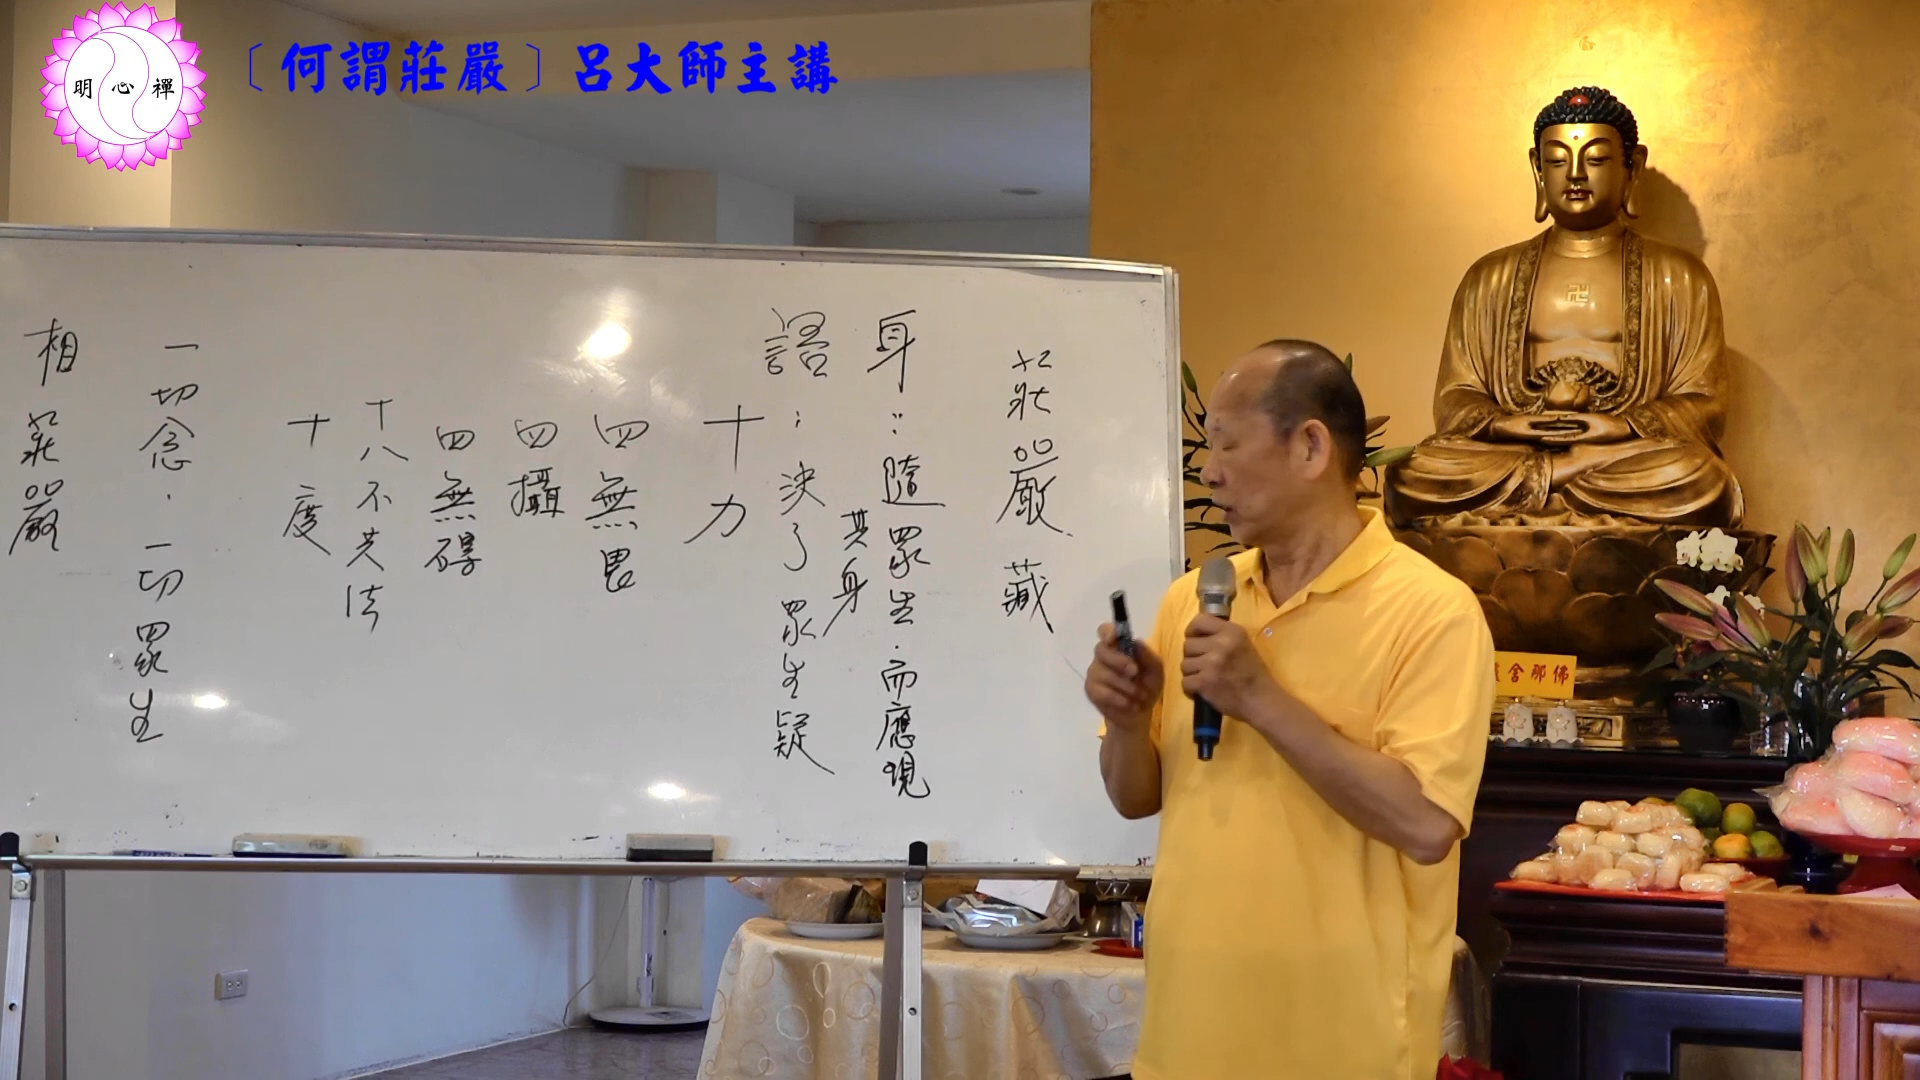 明心禪
〔何謂莊嚴〕呂大師主講
莊嚴藏
身:隨眾生.而應現
其身
語:決了眾生疑
十力
四無畏
四攝
四無礙
十八不共法
十度
一切念.一切眾生
相莊嚴
舍那佛